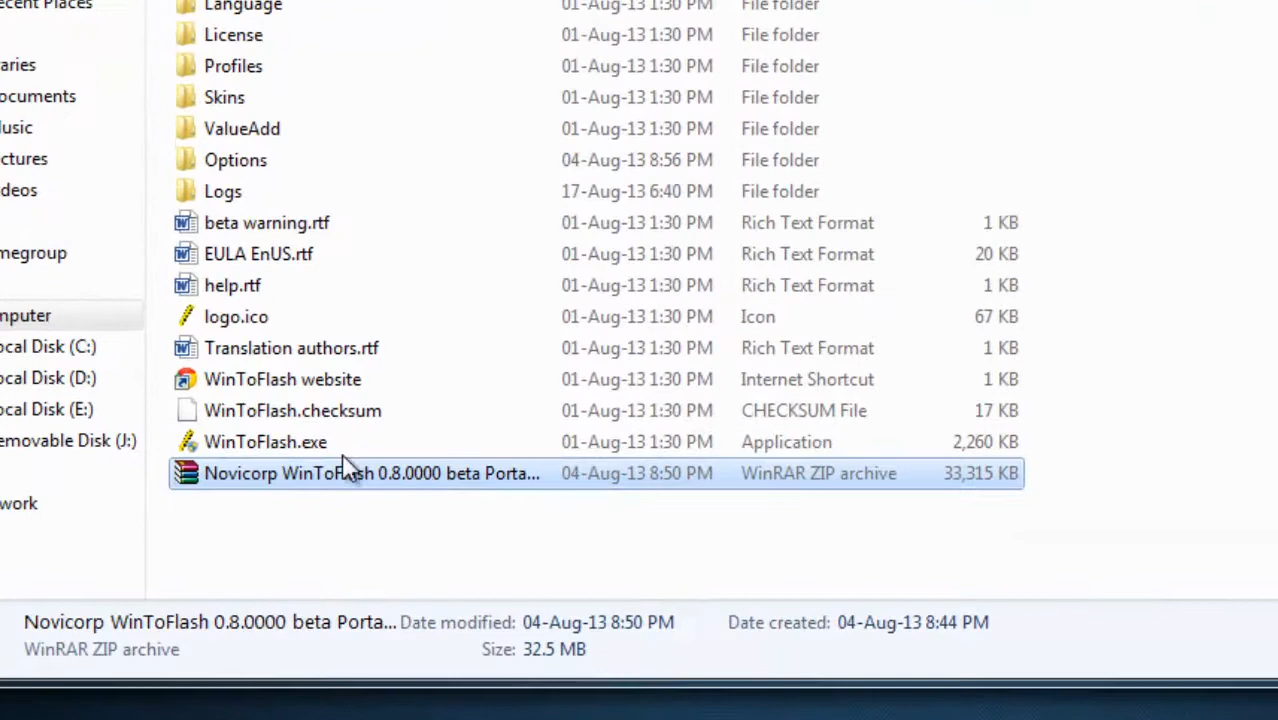 ecent Places
Language
License 01-Aug-13 1:30 PM File folder
aries
Profiles 01-Aug-13 1:30 PM File folder
ocuments
Skins 01-Aug-13 1:30 PM File folder
usic
ValueAdd 01-Aug-13 1:30 PM File folder
ctures
Options 04-Aug-13 8:56 PM File folder
deos
Logs 17-Aug-13 6:40 PM File folder
beta warning.rtf 01-Aug-13 1:30 PM Rich Text Format 1 KB
megroup
EULA EnUS.rtf 01-Aug-13 1:30 PM Rich Text Format 20 KB
help.rtf 01-Aug-13 1:30 PM Rich Text Format 1 KB
mputer
logo.ico 01-Aug-13 1:30 PM Icon 67 KB
ocal Disk (C:)
Translation authors.rtf 01-Aug-13 1:30 PM Rich Text Format 1 KB
ocal Disk (D:)
WinToFlash website 01-Aug-13 1:30 PM Internet Shortcut 1 KB
ocal Disk (E:)
WinToFlash.checksum 01-Aug-13 1:30 PM CHECKSUM File 17 KB
emovable Disk (J:)
WinToFlash.exe 01-Aug-13 1:30 PM Application 2,260 KB
Novicorp WinToFlash 0.8.0000 beta Porta... 04-Aug-13 8:50 PM WinRAR ZIP archive 33,315 KB
work
Novicorp WinToFlash 0.8.0000 beta Porta... Date modified: 04-Aug-13 8:50 PM Date created: 04-Aug-13 8:44 PM
WinRAR ZIP archive Size: 32.5 MB